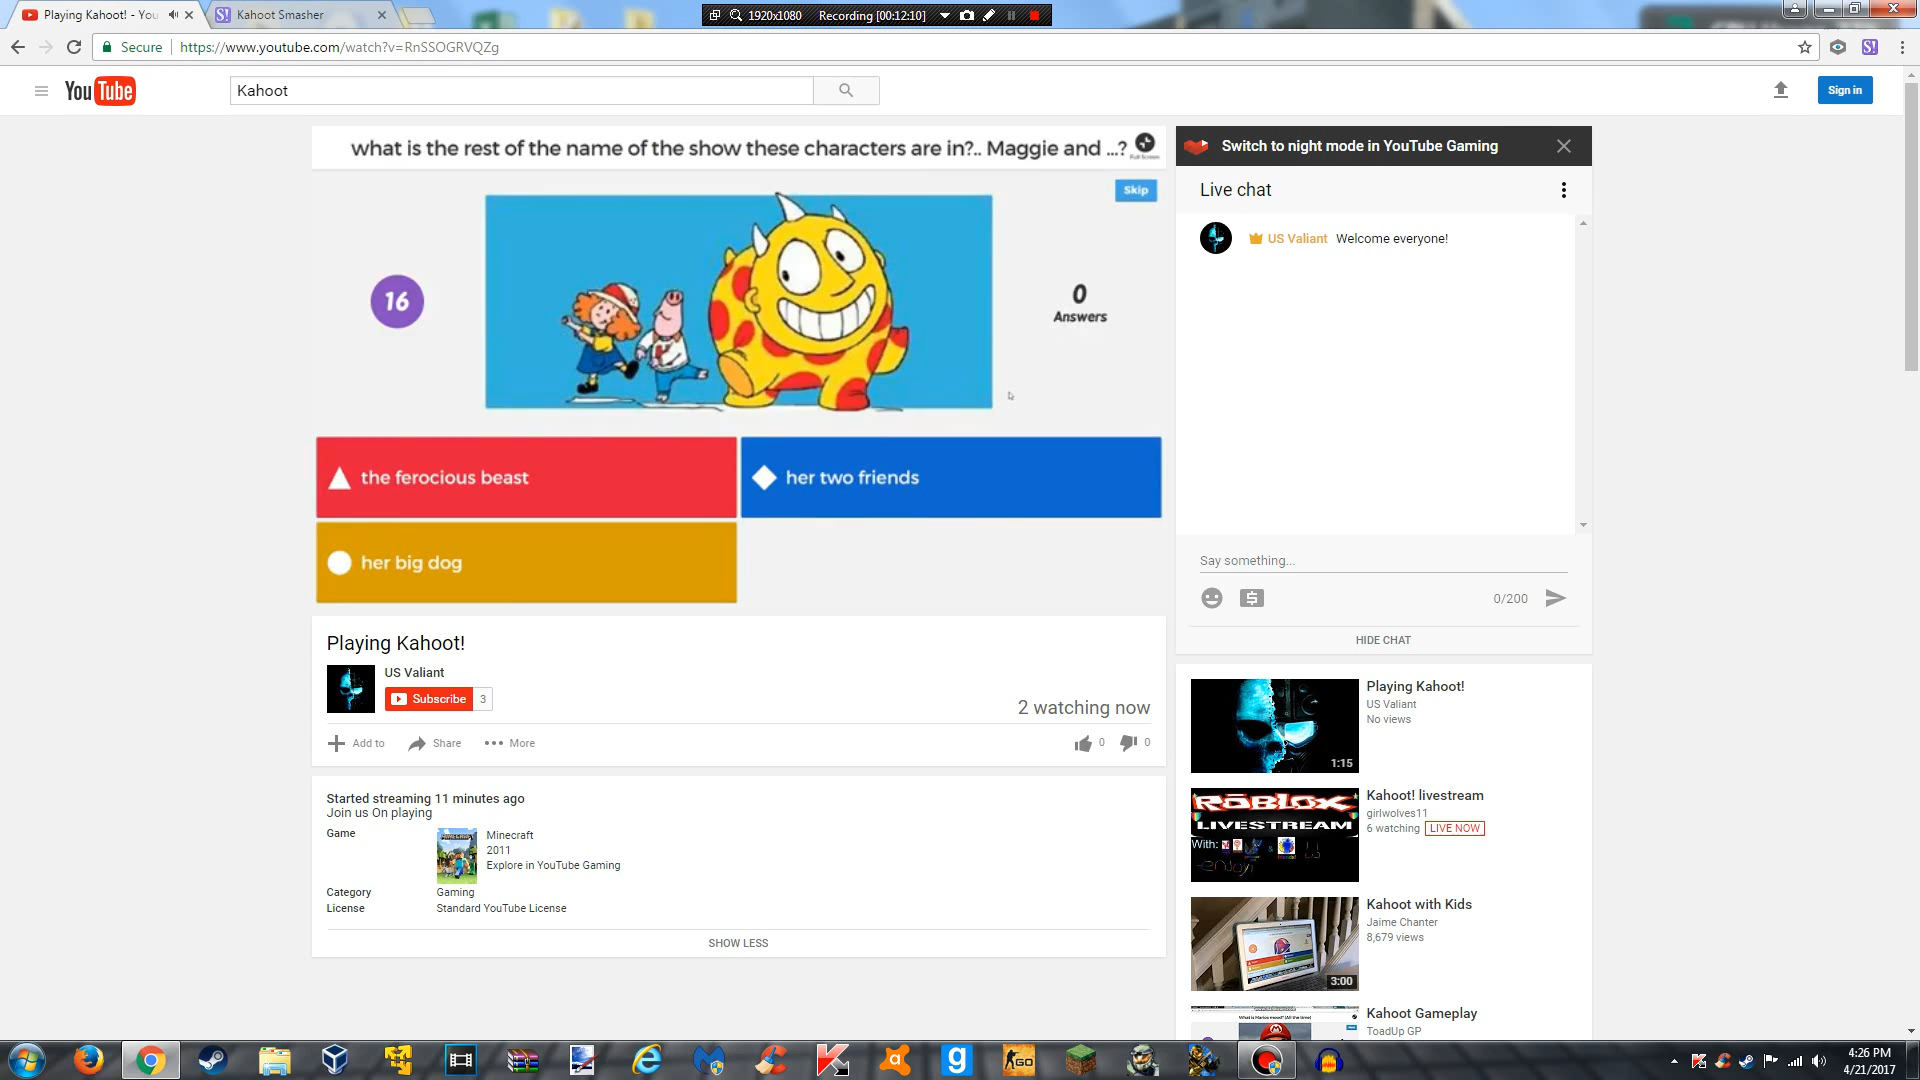 Playing Kahoot! - You
Kahoot Smasher
1920x1080
Recording [00:12:10]
Secure
https://www.youtube.com/watch?v=RnSSOGRVQZg
YouTube
Kahoot
Sign in
what is the rest of the name of the show these characters are in?.. Maggie and ...?
Full Screen
Skip
16
0
Answers
the ferocious beast
her two friends
her big dog
Switch to night mode in YouTube Gaming
Live chat
US Valiant Welcome everyone!
Say something...
0/200
HIDE CHAT
Playing Kahoot!
US Valiant
Subscribe 3
2 watching now
Add to
Share
More
0
0
Started streaming 11 minutes ago
Join us On playing
Game
Minecraft
2011
Explore in YouTube Gaming
Category
Gaming
License
Standard YouTube License
SHOW LESS
Playing Kahoot!
US Valiant
No views
1:15
Kahoot! livestream
girlwolves11
6 watching LIVE NOW
ROBLOX
LIVESTREAM
With:
enjoy!
Kahoot with Kids
Jaime Chanter
8,679 views
3:00
Kahoot Gameplay
ToadUp GP
GO
4:26 PM
4/21/2017